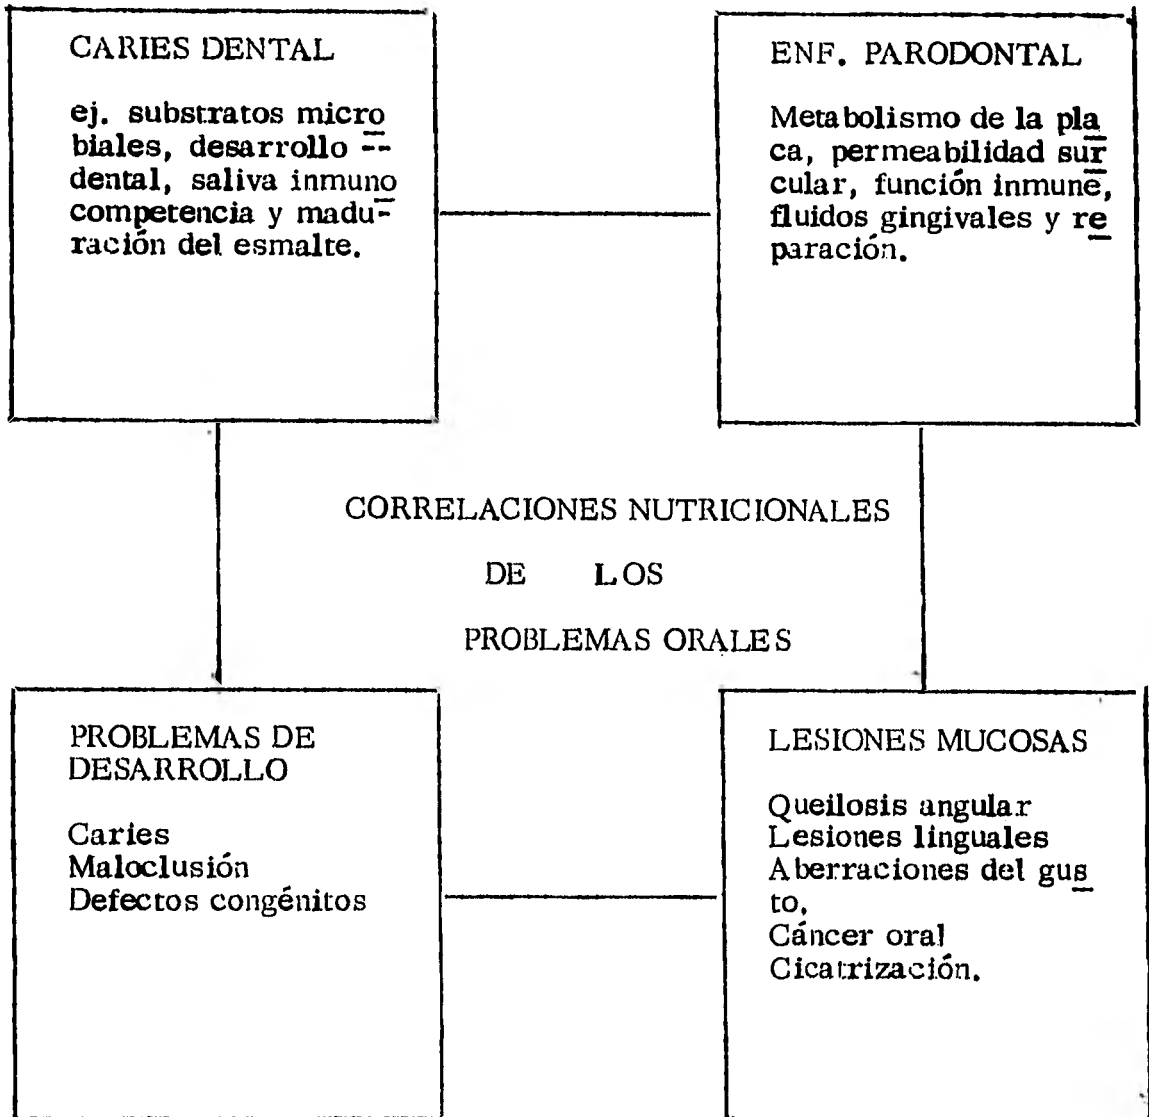 CARIES DENTAL
ej. substratos micro
biales, desarrollo --
dental, saliva inmuno
competencia y madu-
ración del esmalte.
ENF. PARODONTAL
Metabolismo de la pla
ca, permeabilidad sur
cular, función inmune,
fluidos gingivales y re
paración.
CORRELACIONES NUTRICIONALES
DE LOS
PROBLEMAS ORALES
PROBLEMAS DE
DESARROLLO
Caries
Maloclusión
Defectos congénitos
LESIONES MUCOSAS
Queilosis angular
Lesiones linguales
Aberraciones del gus
to,
Cáncer oral
Cicatrización.